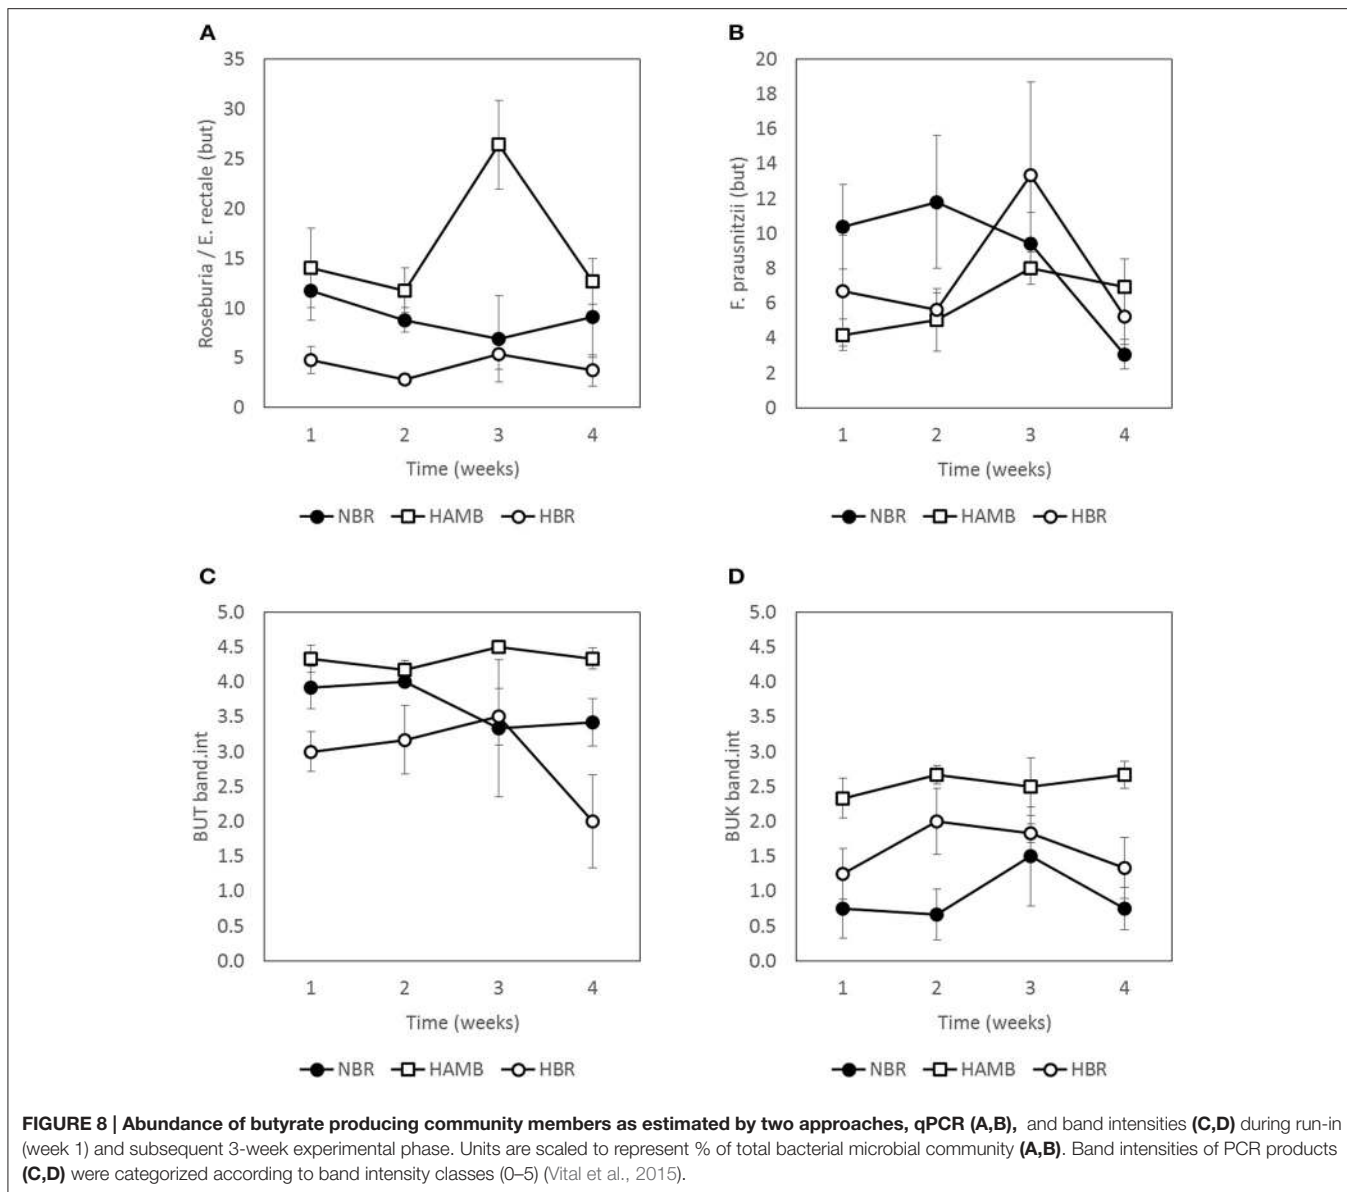 A
Roseburia / E. rectale (but)
35
30
25
20
15
10
5
0
1 2 3 4
Time (weeks)
NBR HAMB HBR
B
F. prausnitzii (but)
20
18
16
14
12
10
8
6
4
2
0
1 2 3 4
Time (weeks)
NBR HAMB HBR
C
BUT band.int
5.0
4.5
4.0
3.5
3.0
2.5
2.0
1.5
1.0
0.5
0.0
1 2 3 4
Time (weeks)
NBR HAMB HBR
D
BUK band.int
5.0
4.5
4.0
3.5
3.0
2.5
2.0
1.5
1.0
0.5
0.0
1 2 3 4
Time (weeks)
NBR HAMB HBR
FIGURE 8 | Abundance of butyrate producing community members as estimated by two approaches, qPCR (A,B), and band intensities (C,D) during run-in
(week 1) and subsequent 3-week experimental phase. Units are scaled to represent % of total bacterial microbial community (A,B). Band intensities of PCR products
(C,D) were categorized according to band intensity classes (0–5) (Vital et al., 2015).